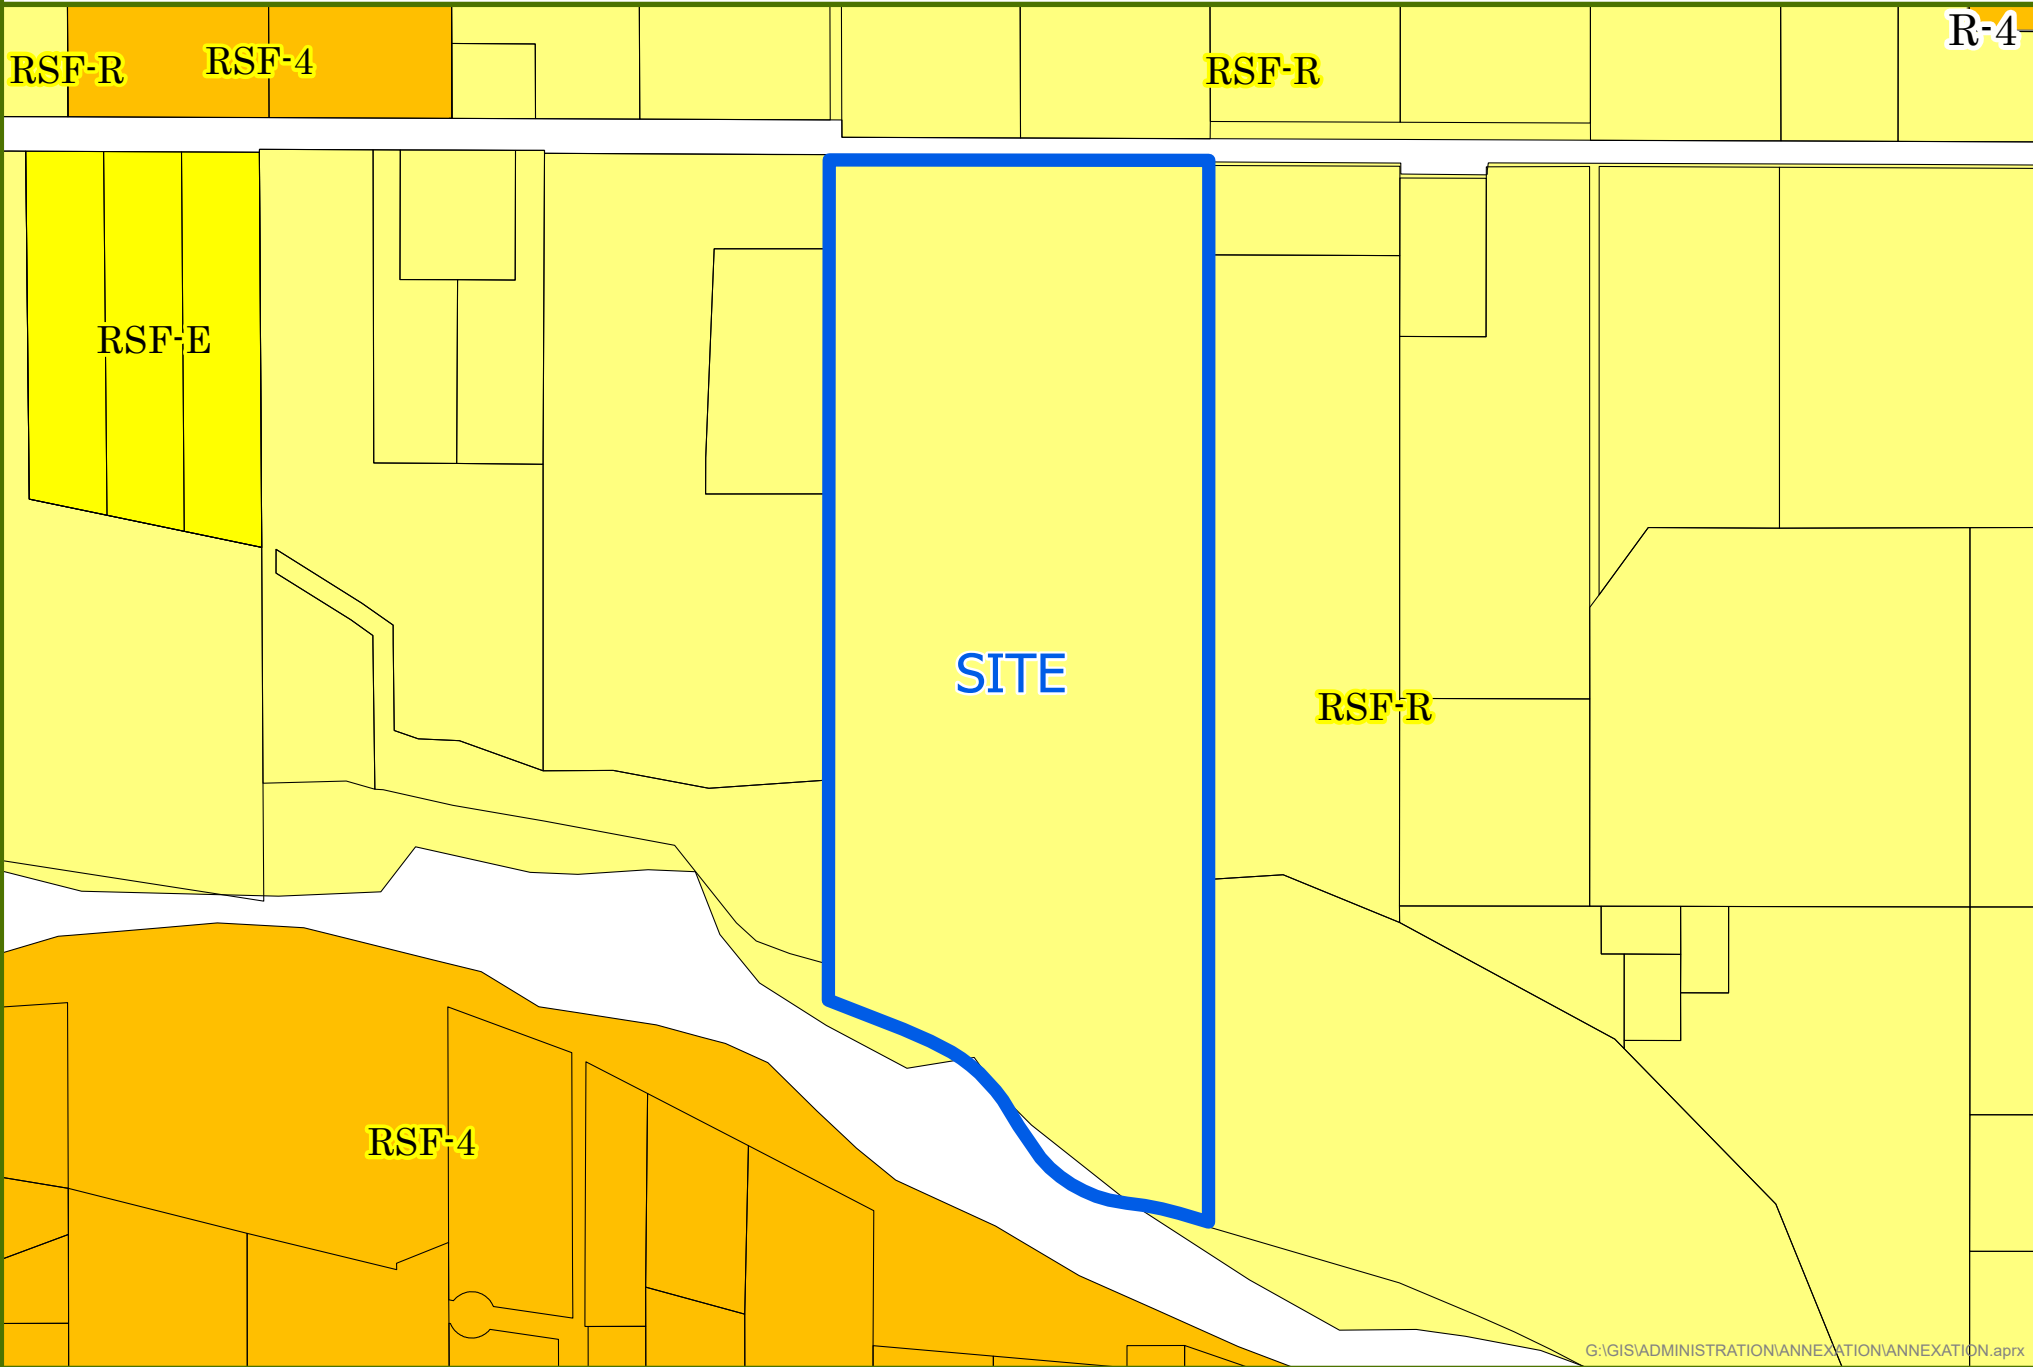 R-4
RSF-R
RSF-4
RSF-R
RSF-E
SITE
RSF-R
RSF-4
G:\GIS\ADMINISTRATION\ANNEXATION\ANNEXATION.aprx